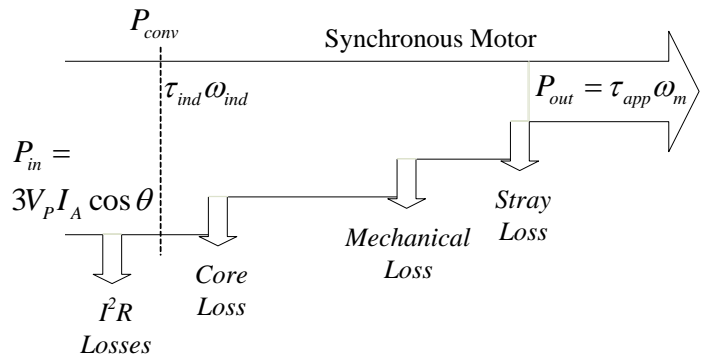 P_conv
Synchronous Motor
τ_ind ω_ind
P_out = τ_app ω_m
P_in =
3V_P I_A cos θ
Stray
Loss
Mechanical
Loss
Core
Loss
I²R
Losses